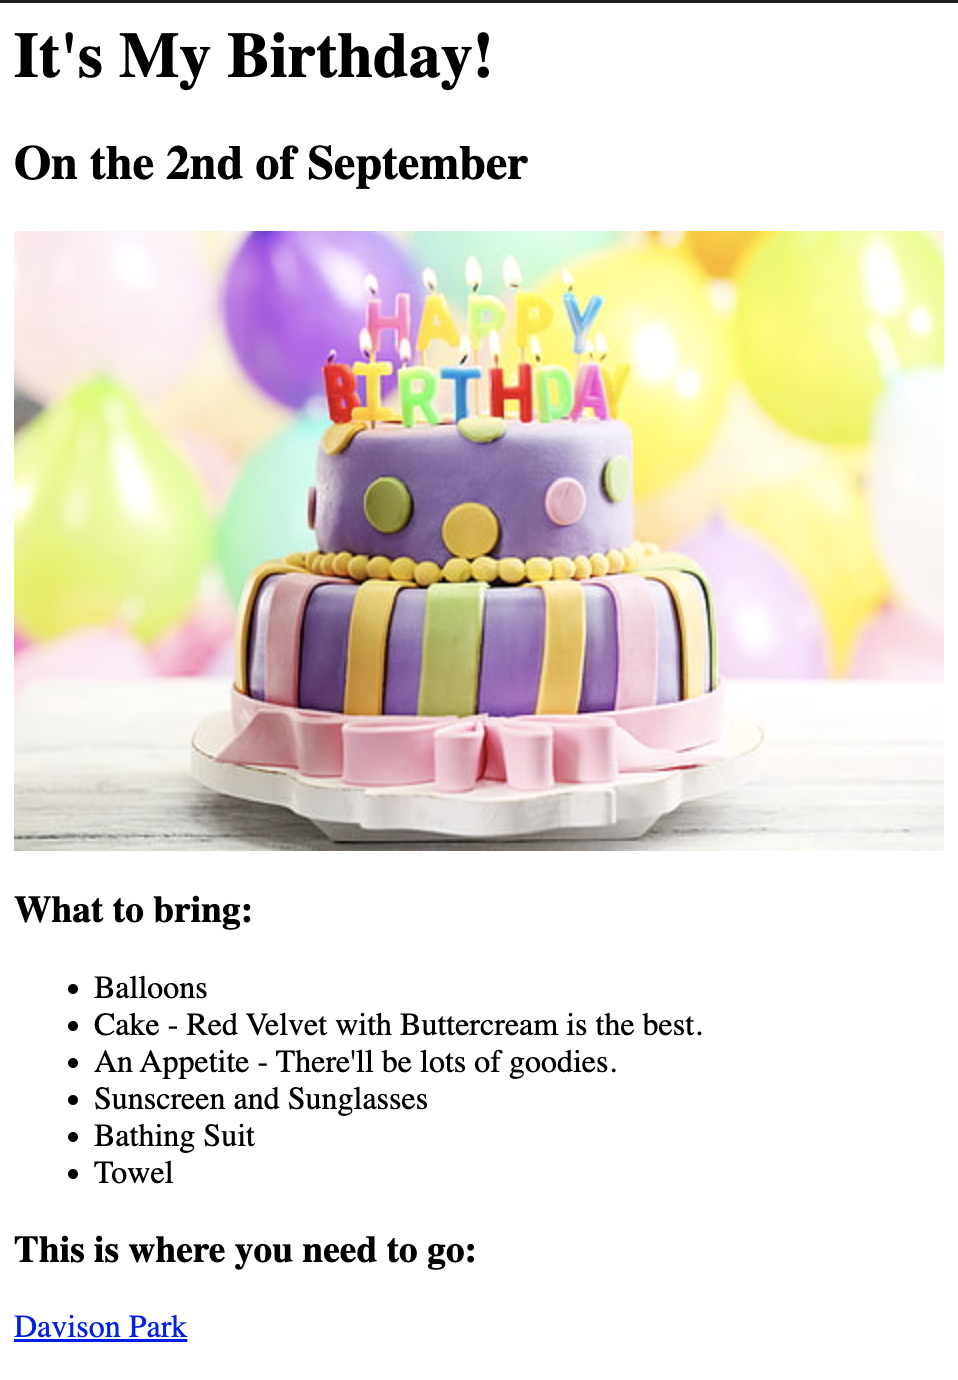 It's My Birthday!
On the 2nd of September
HAPPY
BIRTHDAY
What to bring:
Balloons
Cake - Red Velvet with Buttercream is the best.
An Appetite - There'll be lots of goodies.
Sunscreen and Sunglasses
Bathing Suit
Towel
This is where you need to go:
Davison Park